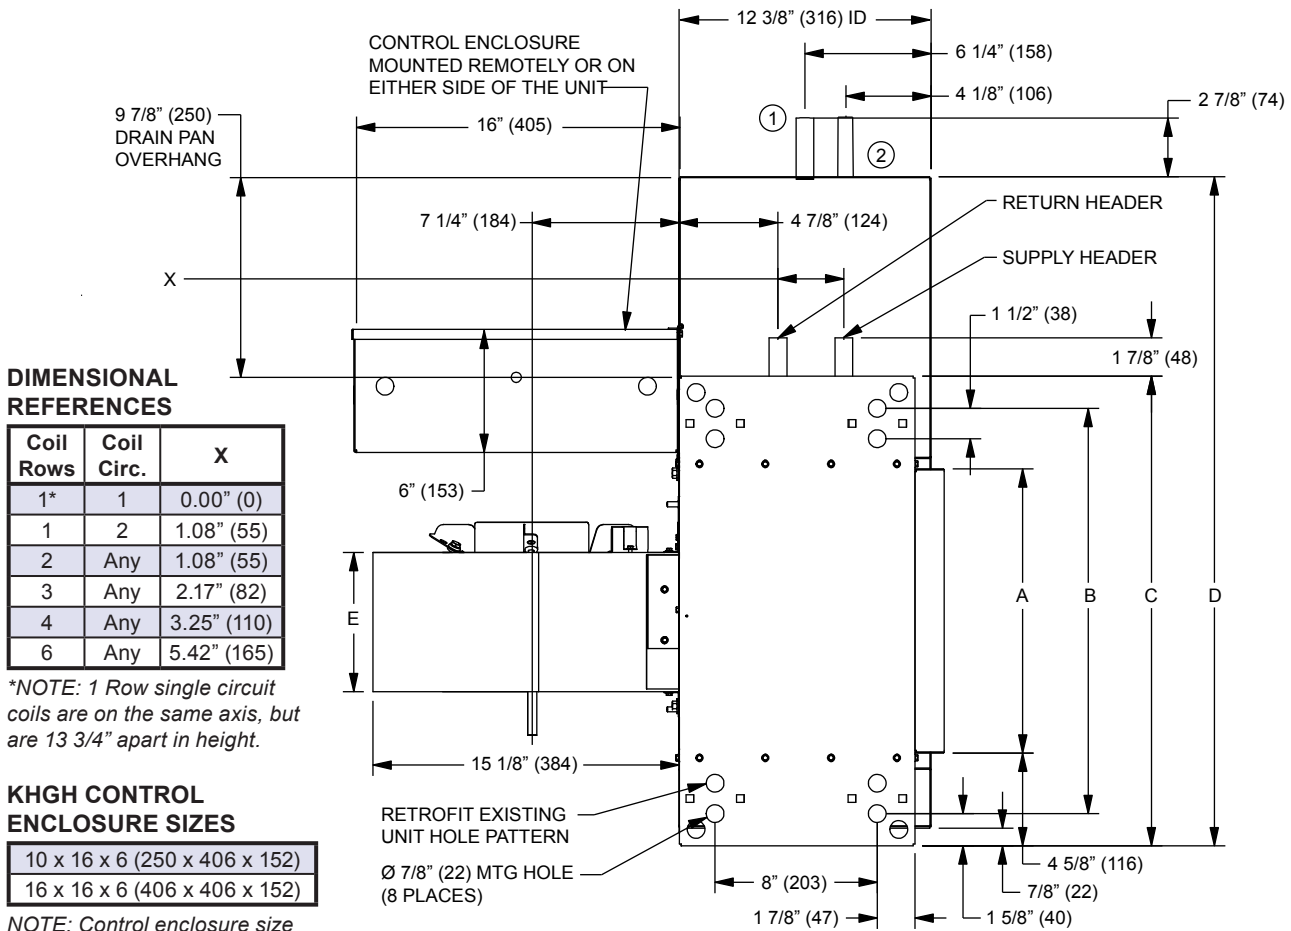 12 3/8” (316) ID
6 1/4” (158)
CONTROL ENCLOSURE
MOUNTED REMOTELY OR ON
EITHER SIDE OF THE UNIT
4 1/8” (106)
2 7/8” (74)
9 7/8” (250)
DRAIN PAN
OVERHANG
16” (405)
1
2
7 1/4” (184)
4 7/8” (124)
RETURN HEADER
X
SUPPLY HEADER
1 1/2” (38)
1 7/8” (48)
DIMENSIONAL
REFERENCES
Coil Rows Coil Circ. X
1* 1 0.00” (0)
1 2 1.08” (55)
2 Any 1.08” (55)
3 Any 2.17” (82)
4 Any 3.25” (110)
6 Any 5.42” (165)
*NOTE: 1 Row single circuit
coils are on the same axis, but
are 13 3/4” apart in height.
6” (153)
E
A
B
C
D
15 1/8” (384)
KHGH CONTROL
ENCLOSURE SIZES
10 x 16 x 6 (250 x 406 x 152)
16 x 16 x 6 (406 x 406 x 152)
NOTE: Control enclosure size
RETROFIT EXISTING
UNIT HOLE PATTERN
Ø 7/8” (22) MTG HOLE
(8 PLACES)
8” (203)
1 7/8” (47)
4 5/8” (116)
7/8” (22)
1 5/8” (40)